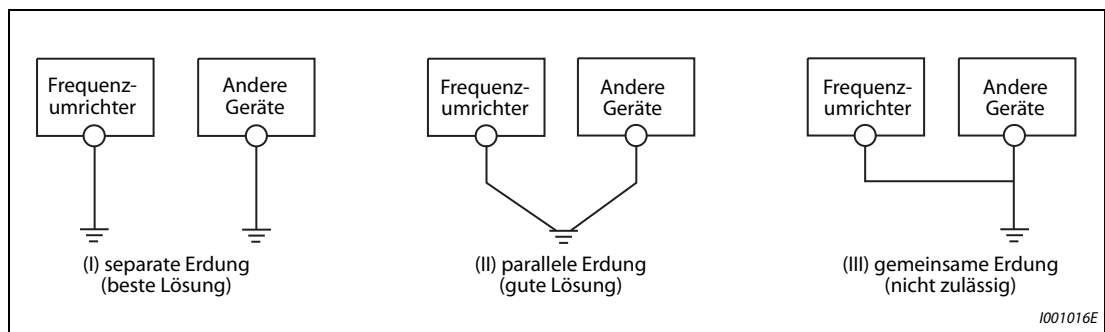 Frequenz-
umrichter
Andere
Geräte
(I) separate Erdung
(beste Lösung)
Frequenz-
umrichter
Andere
Geräte
(II) parallele Erdung
(gute Lösung)
Frequenz-
umrichter
Andere
Geräte
(III) gemeinsame Erdung
(nicht zulässig)
I001016E